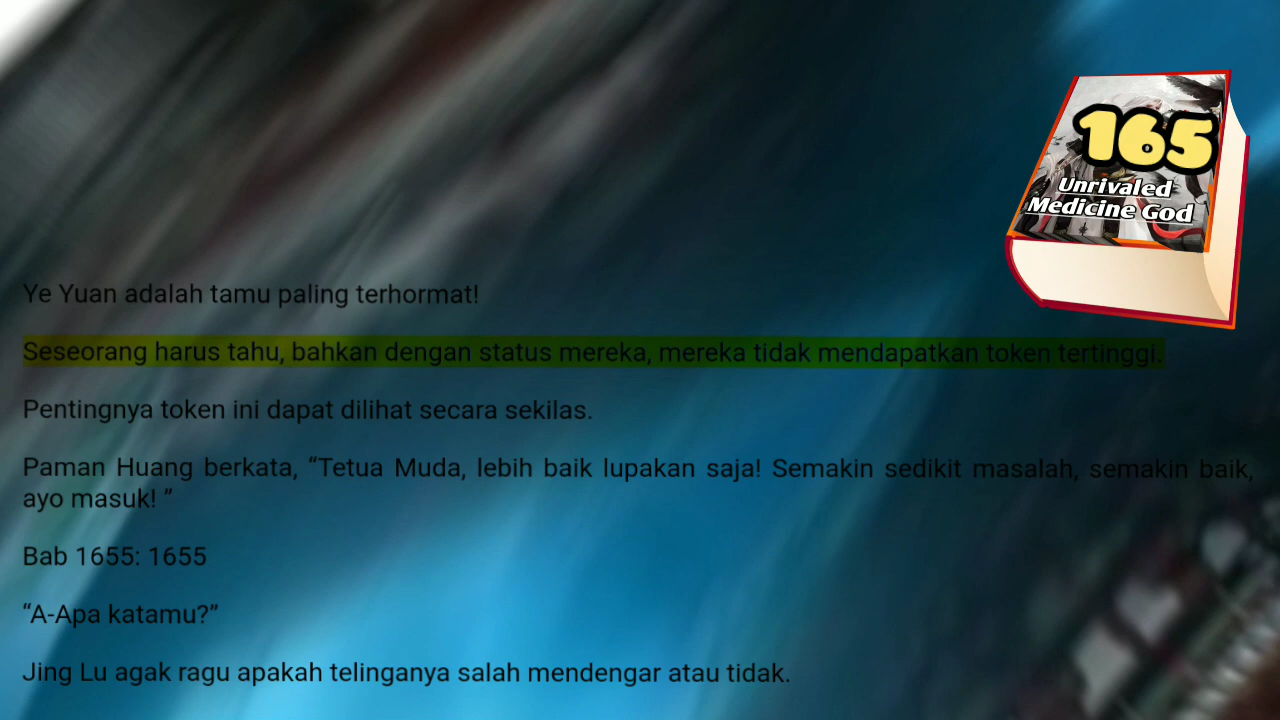 165
Unrivaled
Medicine God
Ye Yuan adalah tamu paling terhormat!
Seseorang harus tahu, bahkan dengan status mereka, mereka tidak mendapatkan token tertinggi.
Pentingnya token ini dapat dilihat secara sekilas.
Paman Huang berkata, “Tetua Muda, lebih baik lupakan saja! Semakin sedikit masalah, semakin baik,
ayo masuk! ”
Bab 1655: 1655
“A-Apa katamu?”
Jing Lu agak ragu apakah telinganya salah mendengar atau tidak.